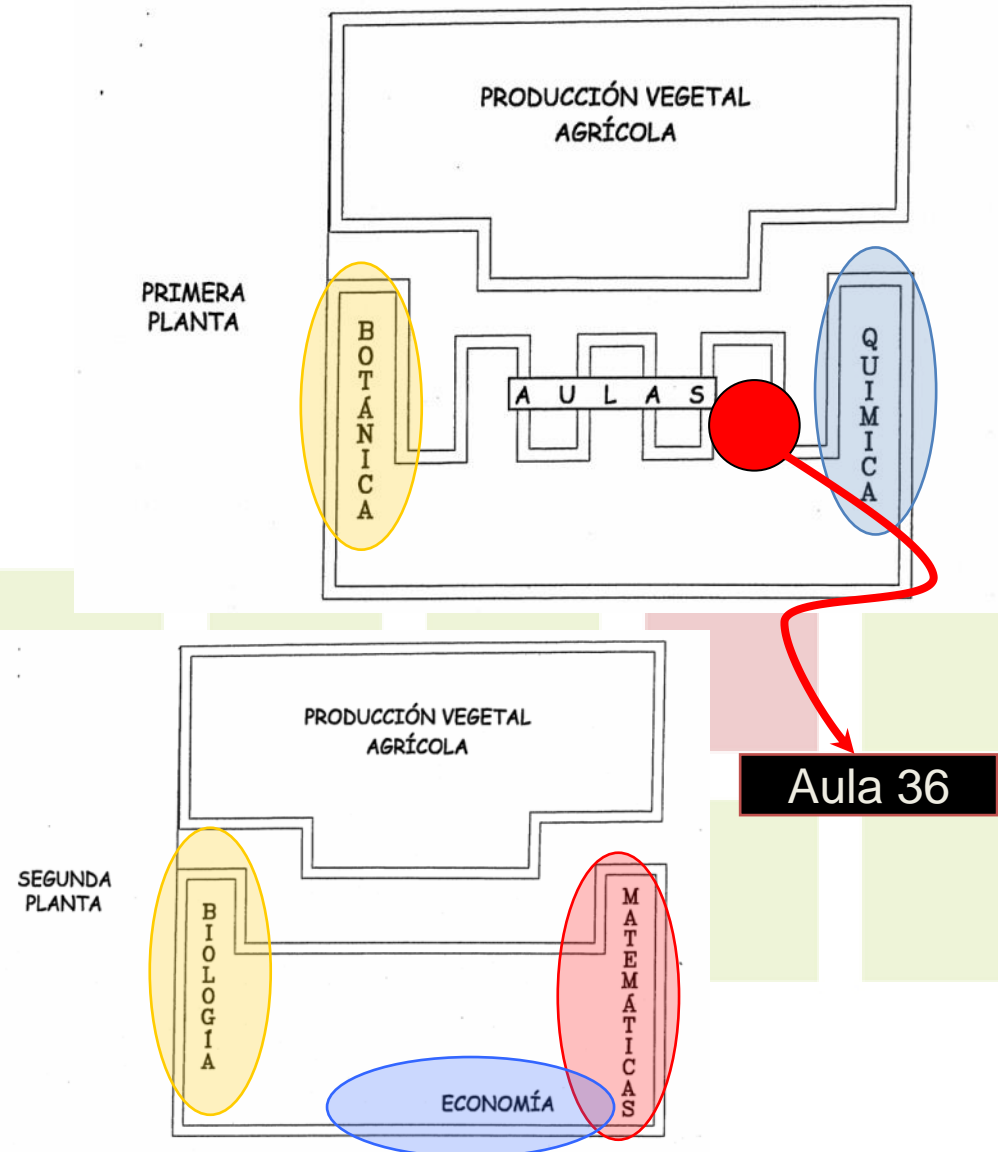 PRODUCCIÓN VEGETAL
AGRÍCOLA
PRIMERA
PLANTA
BOTÁNICA
AULAS
QUIMICA
Aula 36
PRODUCCIÓN VEGETAL
AGRÍCOLA
SEGUNDA
PLANTA
BIOLOGÍA
MATEMÁTICAS
ECONOMÍA